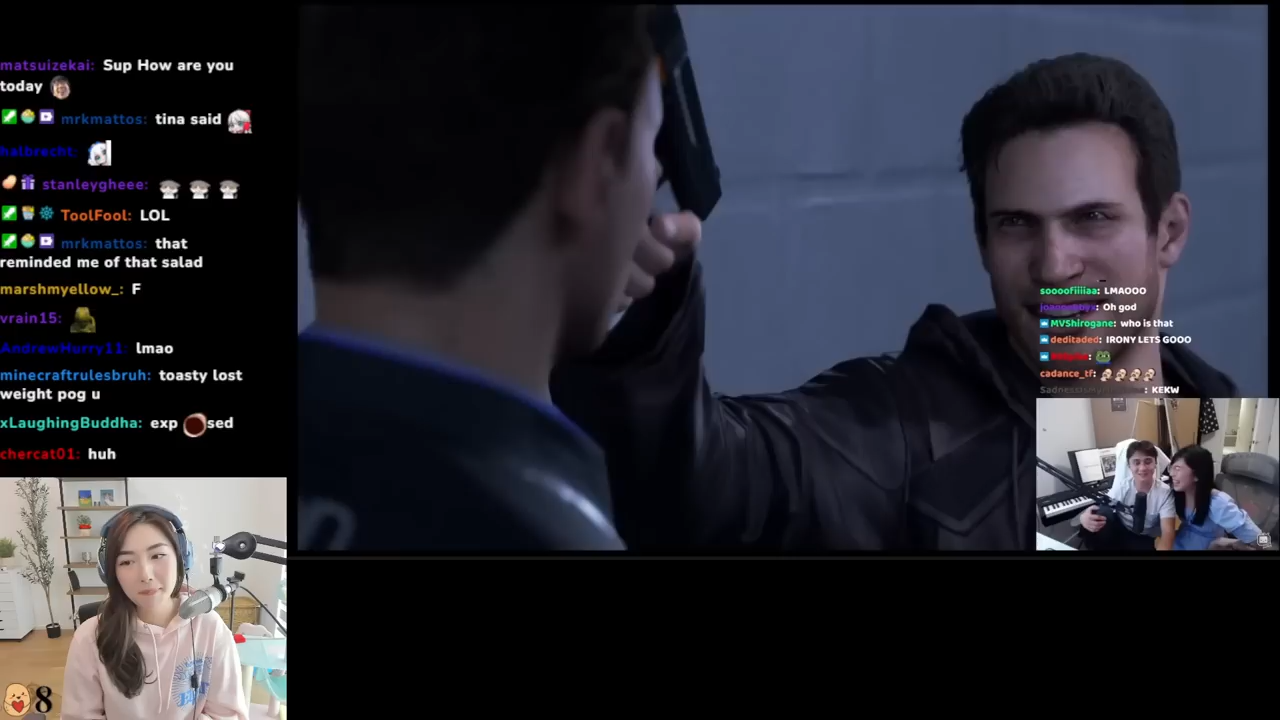 matsuizekai: Sup How are you
today
mrkmattos: tina said
halbrecht:
stanleygheee:
ToolFool: LOL
mrkmattos: that
reminded me of that salad
marshmyellow_: F
vrain15:
AndrewHurry11: lmao
minecraftrulesbruh: toasty lost
weight pog u
xLaughingBuddha: exp sed
chercat01: huh
8
soooofiiiiaa: LMAOOO
Oh god
MVShirogane: who is that
deditaded: IRONY LETS GOOO
cadance_tf:
KEKW